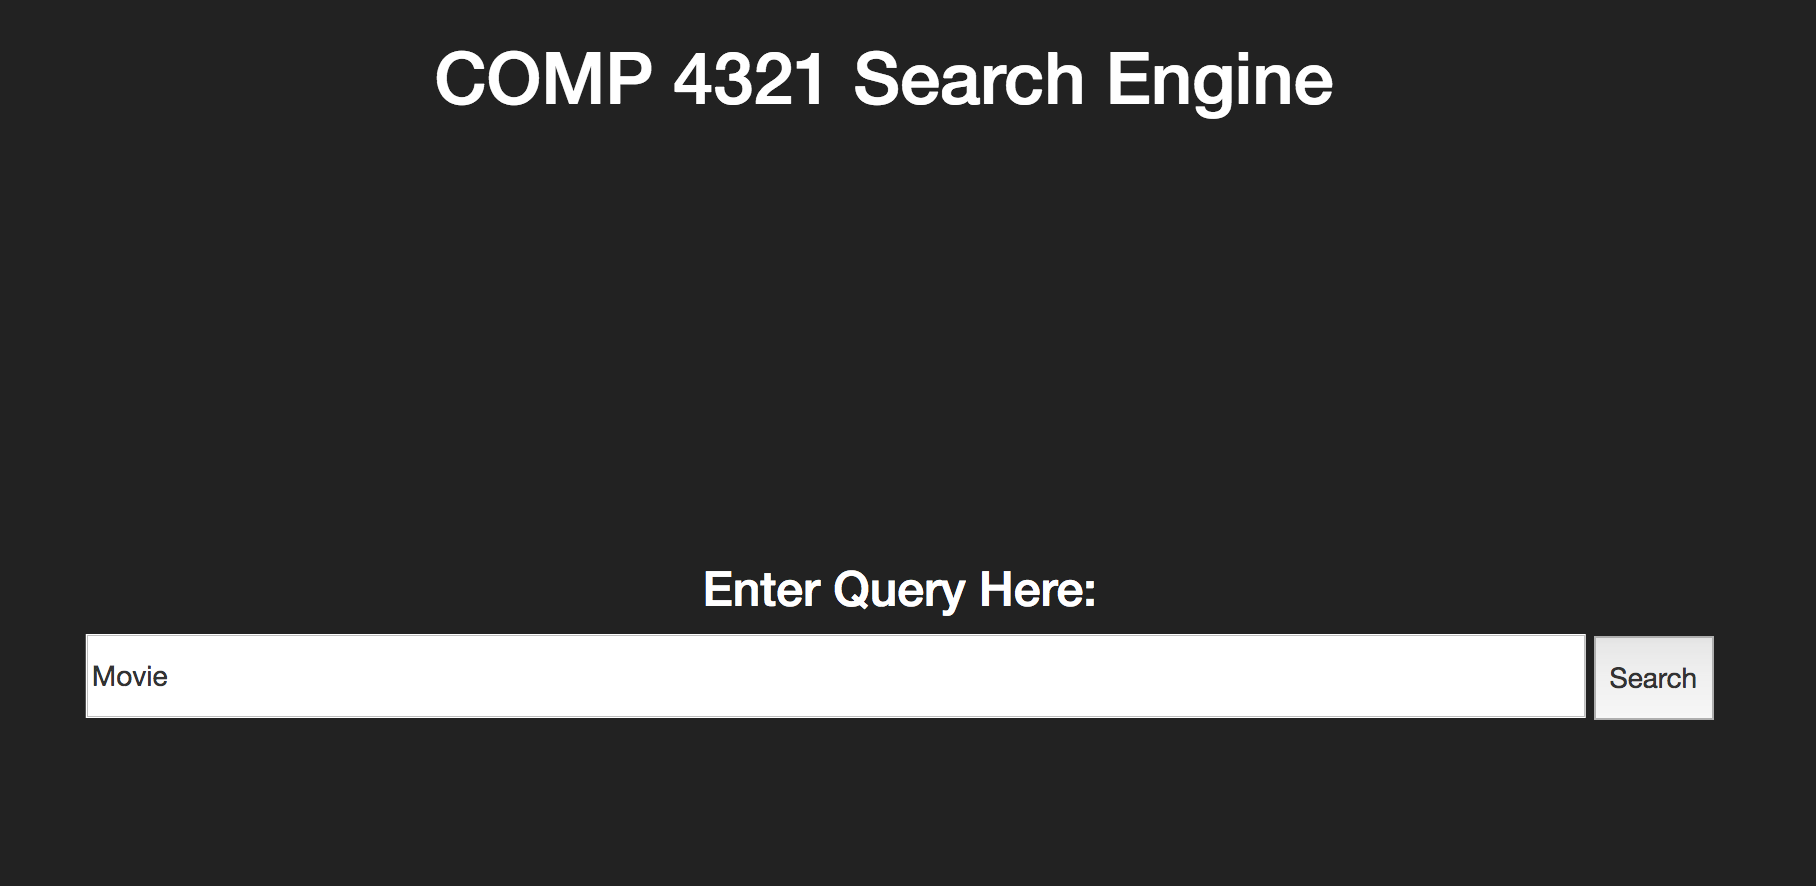 COMP 4321 Search Engine
Enter Query Here:
Movie
Search